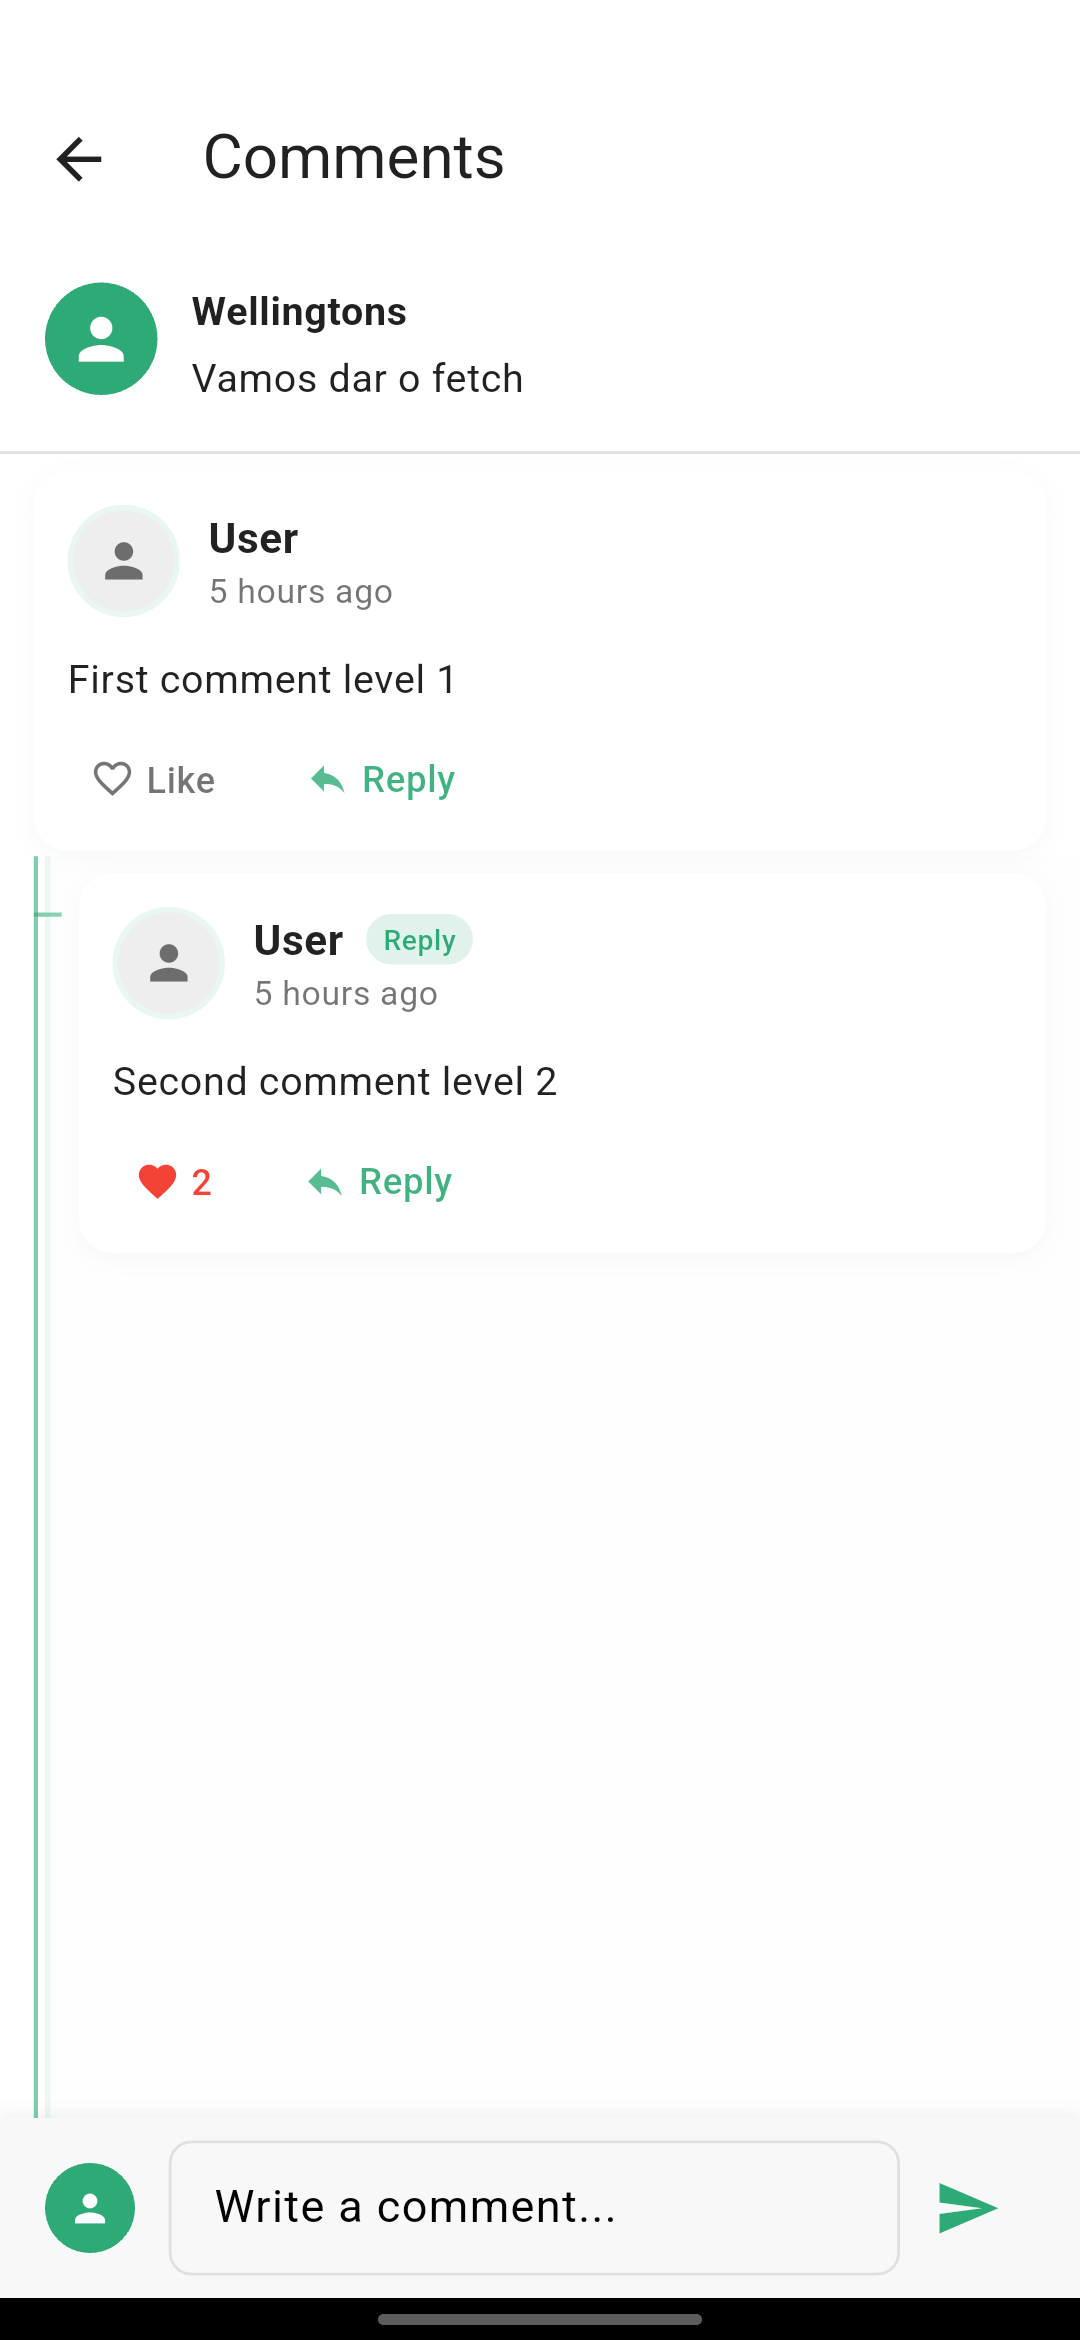 Comments
Wellingtons
Vamos dar o fetch
User
5 hours ago
First comment level 1
Like Reply
User Reply
5 hours ago
Second comment level 2
2 Reply
Write a comment...